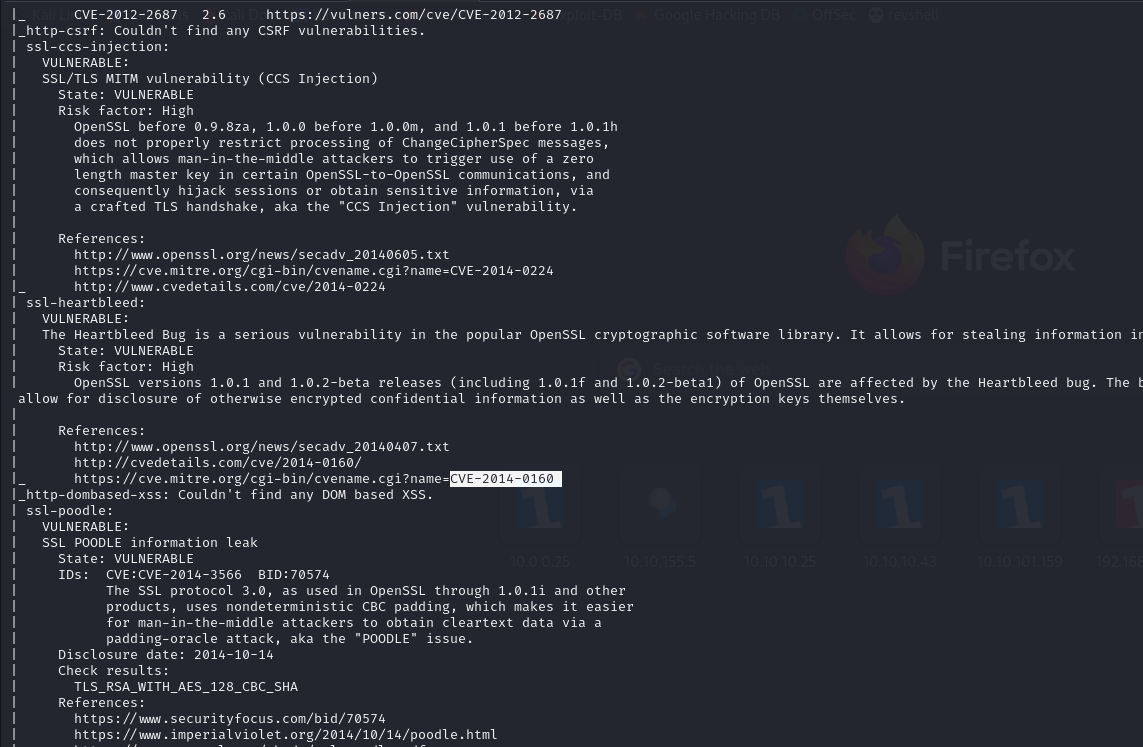 |_ CVE-2012-2687 2.6 https://vulners.com/cve/CVE-2012-2687
Google Hacking DB OffSec revshell
|_http-csrf: Couldn't find any CSRF vulnerabilities.
| ssl-ccs-injection:
| VULNERABLE:
| SSL/TLS MITM vulnerability (CCS Injection)
| State: VULNERABLE
| Risk factor: High
| OpenSSL before 0.9.8za, 1.0.0 before 1.0.0m, and 1.0.1 before 1.0.1h
| does not properly restrict processing of ChangeCipherSpec messages,
| which allows man-in-the-middle attackers to trigger use of a zero
| length master key in certain OpenSSL-to-OpenSSL communications, and
| consequently hijack sessions or obtain sensitive information, via
| a crafted TLS handshake, aka the "CCS Injection" vulnerability.
|
| References:
| http://www.openssl.org/news/secadv_20140605.txt
| https://cve.mitre.org/cgi-bin/cvename.cgi?name=CVE-2014-0224
|_ http://www.cvedetails.com/cve/2014-0224
Firefox
| ssl-heartbleed:
| VULNERABLE:
| The Heartbleed Bug is a serious vulnerability in the popular OpenSSL cryptographic software library. It allows for stealing information in
| State: VULNERABLE
| Risk factor: High
| OpenSSL versions 1.0.1 and 1.0.2-beta releases (including 1.0.1f and 1.0.2-beta1) of OpenSSL are affected by the Heartbleed bug. The b
allow for disclosure of otherwise encrypted confidential information as well as the encryption keys themselves.
|
| References:
| http://www.openssl.org/news/secadv_20140407.txt
| http://cvedetails.com/cve/2014-0160/
|_ https://cve.mitre.org/cgi-bin/cvename.cgi?name=CVE-2014-0160
|_http-dombased-xss: Couldn't find any DOM based XSS.
| ssl-poodle:
| VULNERABLE:
| SSL POODLE information leak
| State: VULNERABLE
| IDs: CVE:CVE-2014-3566 BID:70574
| The SSL protocol 3.0, as used in OpenSSL through 1.0.1i and other
| products, uses nondeterministic CBC padding, which makes it easier
| for man-in-the-middle attackers to obtain cleartext data via a
| padding-oracle attack, aka the "POODLE" issue.
| Disclosure date: 2014-10-14
| Check results:
| TLS_RSA_WITH_AES_128_CBC_SHA
| References:
| https://www.securityfocus.com/bid/70574
| https://www.imperialviolet.org/2014/10/14/poodle.html
10.0.0.25 10.10.155.5 10.10.10.25 10.10.10.43 10.10.101.159 192.168